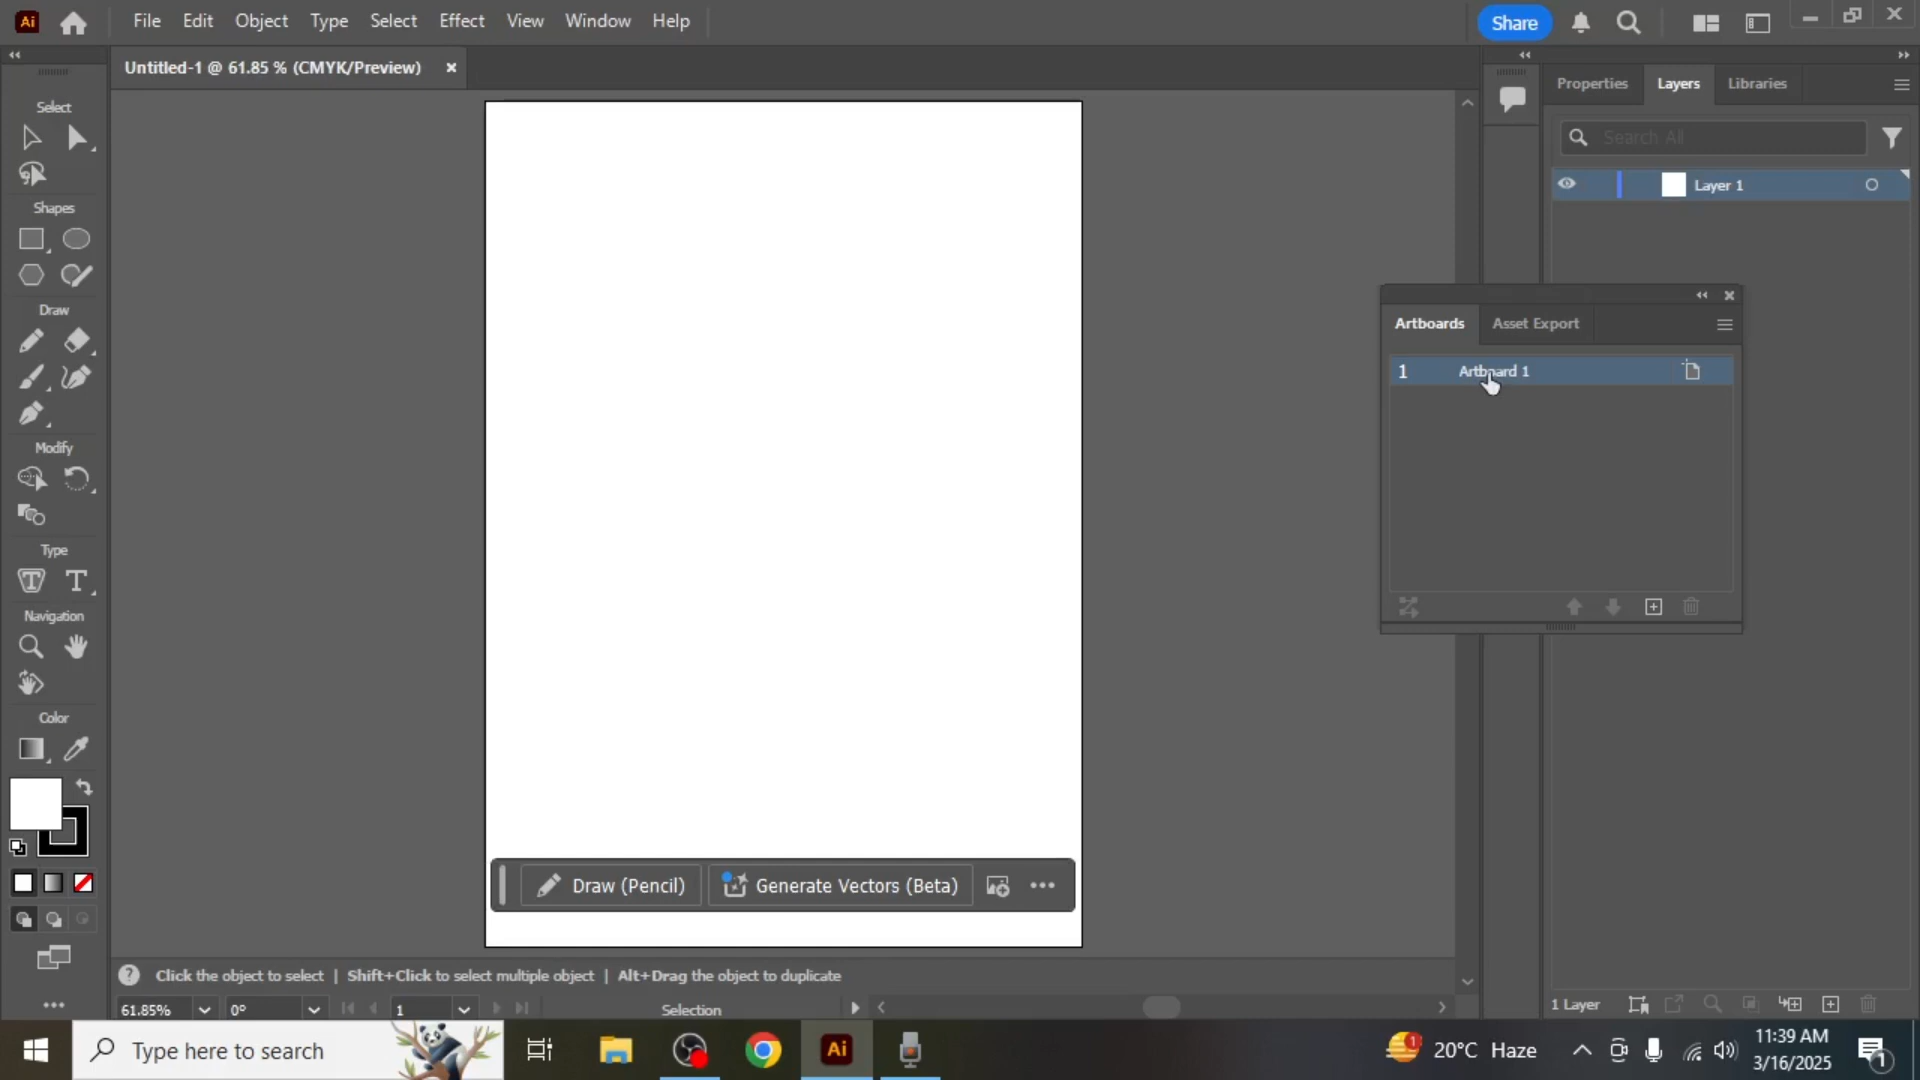 Ai File Edit Object Type Select Effect View Window Help Share
Untitled-1 @ 61.85 % (CMYK/Preview)
Properties Layers Libraries
Select
Search All
Layer 1
Shapes
Artboards Asset Export
Draw
1 Artboard 1
Modify
Type
T T
Navigation
Color
Draw (Pencil) Generate Vectors (Beta)
? Click the object to select | Shift+Click to select multiple objects | Alt+Drag the object to duplicate
61.85% 0° 1 Selection
1 Layer
Type here to search
Ai
1
20°C Haze
11:39 AM
3/16/2025
1